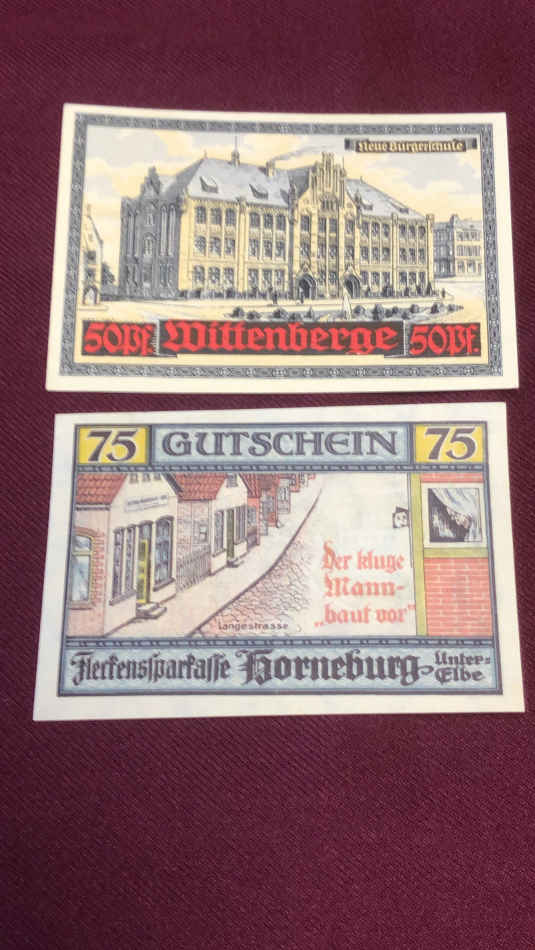 Neue Bürgerschule
50Pf. Wittenberge 50Pf.
75 GUTSCHEIN 75
Der kluge
Mann-
„baut vor"
Langestrasse
Fleckenssparkasse Horneburg Unter-
Elbe